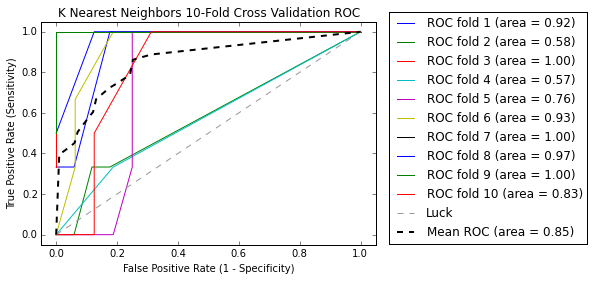 K Nearest Neighbors 10-Fold Cross Validation ROC
1.0
0.8
0.6
0.4
0.2
0.0
True Positive Rate (Sensitivity)
0.0 0.2 0.4 0.6 0.8 1.0
False Positive Rate (1 - Specificity)
ROC fold 1 (area = 0.92)
ROC fold 2 (area = 0.58)
ROC fold 3 (area = 1.00)
ROC fold 4 (area = 0.57)
ROC fold 5 (area = 0.76)
ROC fold 6 (area = 0.93)
ROC fold 7 (area = 1.00)
ROC fold 8 (area = 0.97)
ROC fold 9 (area = 1.00)
ROC fold 10 (area = 0.83)
Luck
Mean ROC (area = 0.85)